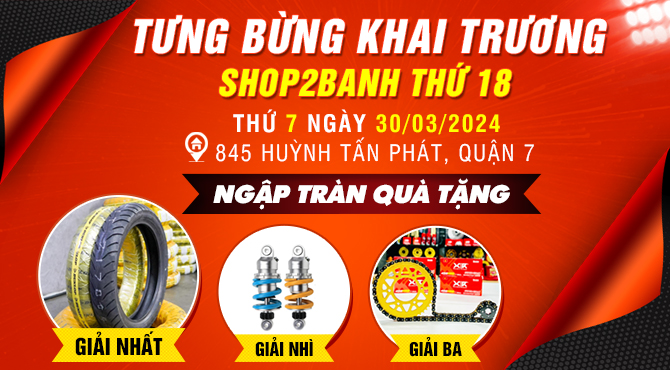 TƯNG BỪNG KHAI TRƯƠNG
SHOP2BANH THỨ 18
THỨ 7 NGÀY 30/03/2024
845 HUỲNH TẤN PHÁT, QUẬN 7
NGẬP TRÀN QUÀ TẶNG
GIẢI NHẤT
GIẢI NHÌ
GIẢI BA